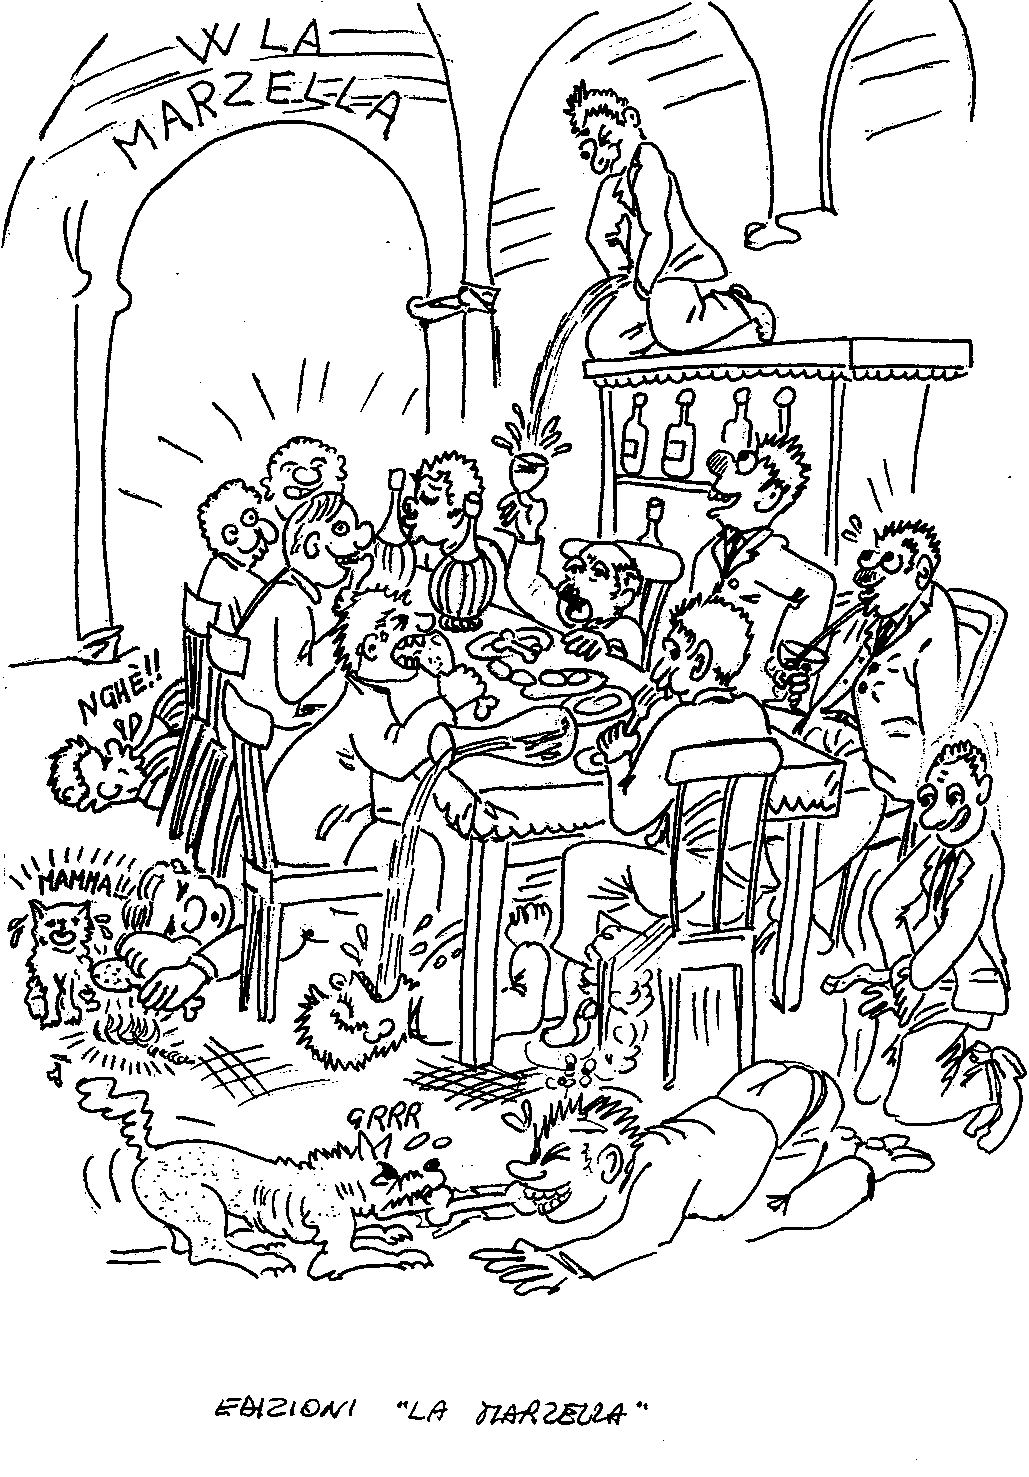 W LA
MARZELLA
NGHÈ!!
MAMMA
GRRR
EDIZIONI "LA MARZELLA"